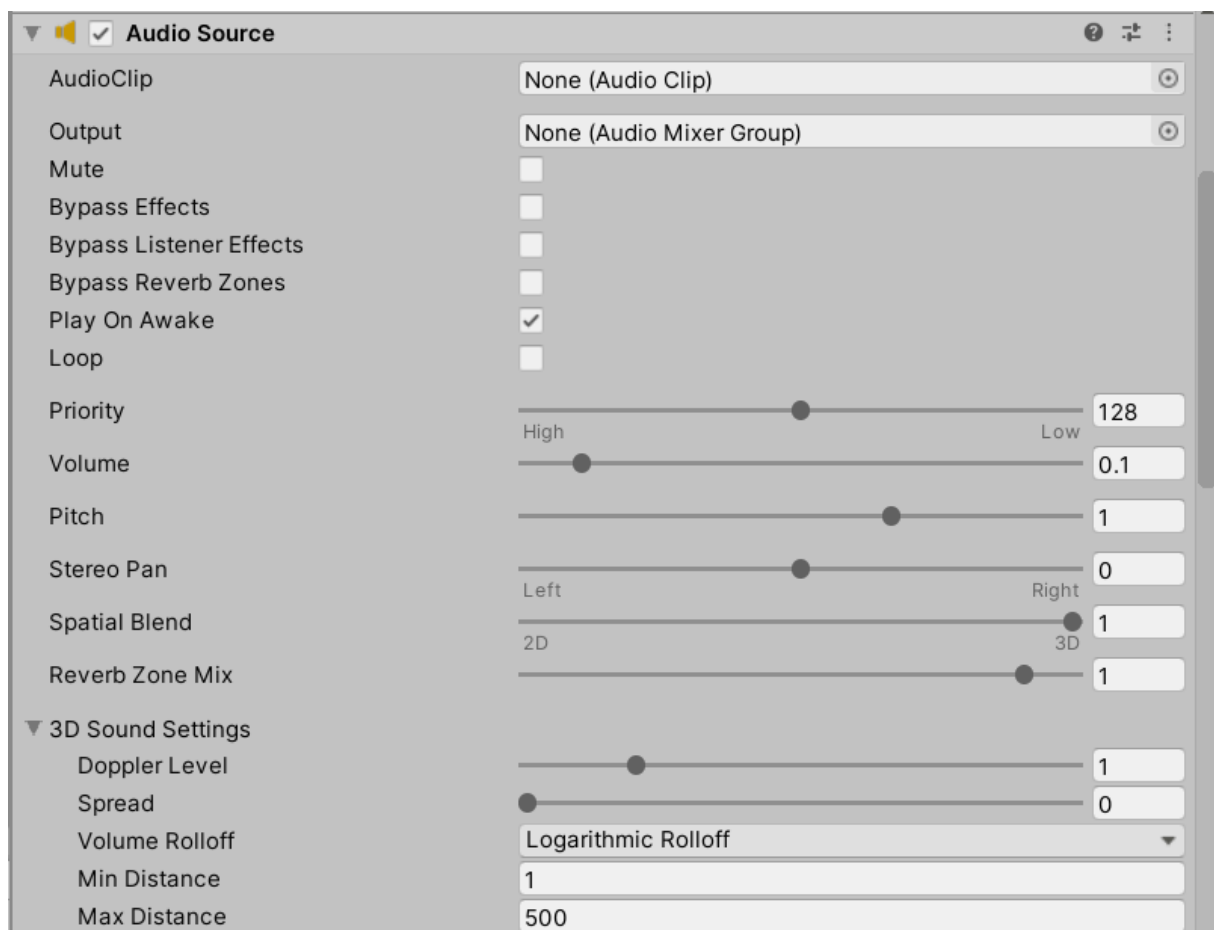 Audio Source
AudioClip None (Audio Clip)
Output None (Audio Mixer Group)
Mute
Bypass Effects
Bypass Listener Effects
Bypass Reverb Zones
Play On Awake
Loop
Priority 128
High Low
Volume 0.1
Pitch 1
Stereo Pan 0
Left Right
Spatial Blend 1
2D 3D
Reverb Zone Mix 1
3D Sound Settings
Doppler Level 1
Spread 0
Volume Rolloff Logarithmic Rolloff
Min Distance 1
Max Distance 500